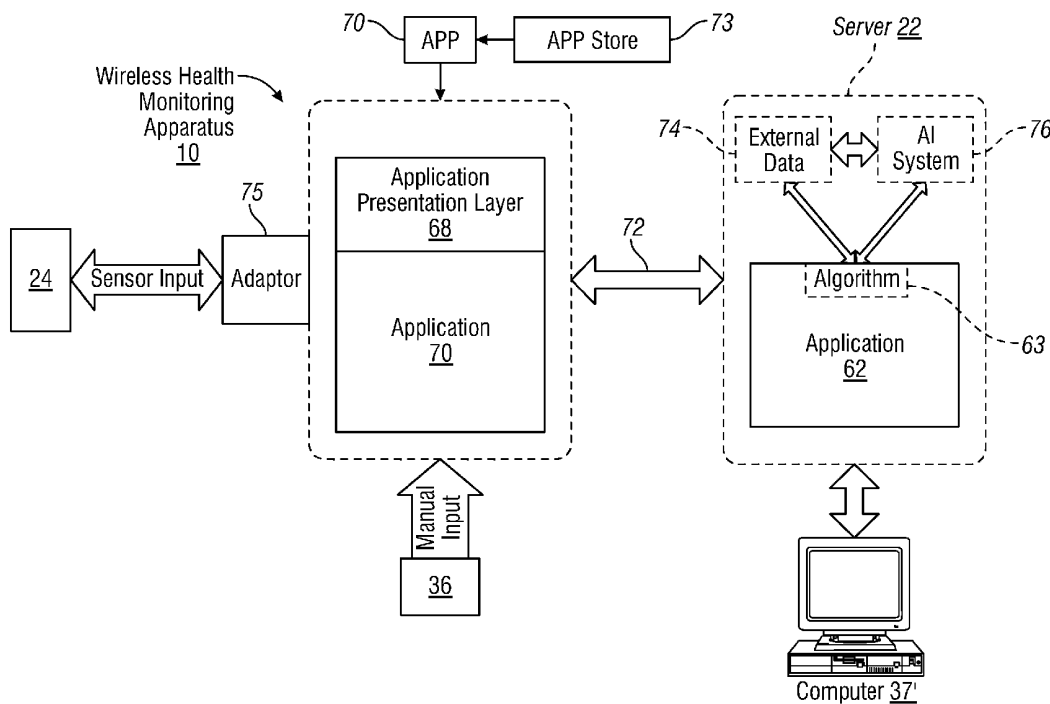 70
APP
APP Store
73
Server 22
Wireless Health
Monitoring
Apparatus
10
74
External
Data
AI
System
76
75
Application
Presentation Layer
68
72
24
Sensor Input
Adaptor
Algorithm
Application
70
Application
62
63
Manual
Input
36
Computer 37'